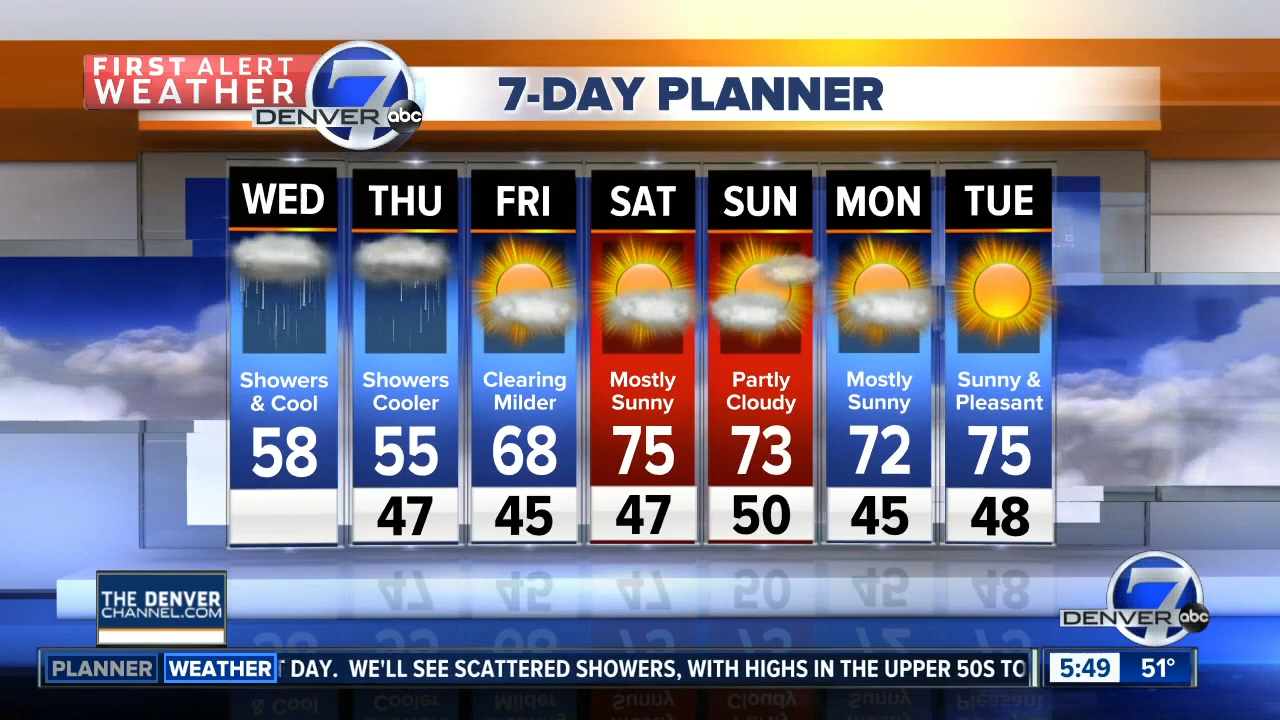 FIRST ALERT
WEATHER
7
DENVER abc
7-DAY PLANNER
WED THU FRI SAT SUN MON TUE
Showers Showers Clearing Mostly Partly Mostly Sunny &
& Cool Cooler Milder Sunny Cloudy Sunny Pleasant
58 55 68 75 73 72 75
47 45 47 50 45 48
THE DENVER
CHANNEL.COM
7
DENVER abc
PLANNER WEATHER T DAY. WE'LL SEE SCATTERED SHOWERS, WITH HIGHS IN THE UPPER 50S TO 5:49 51°